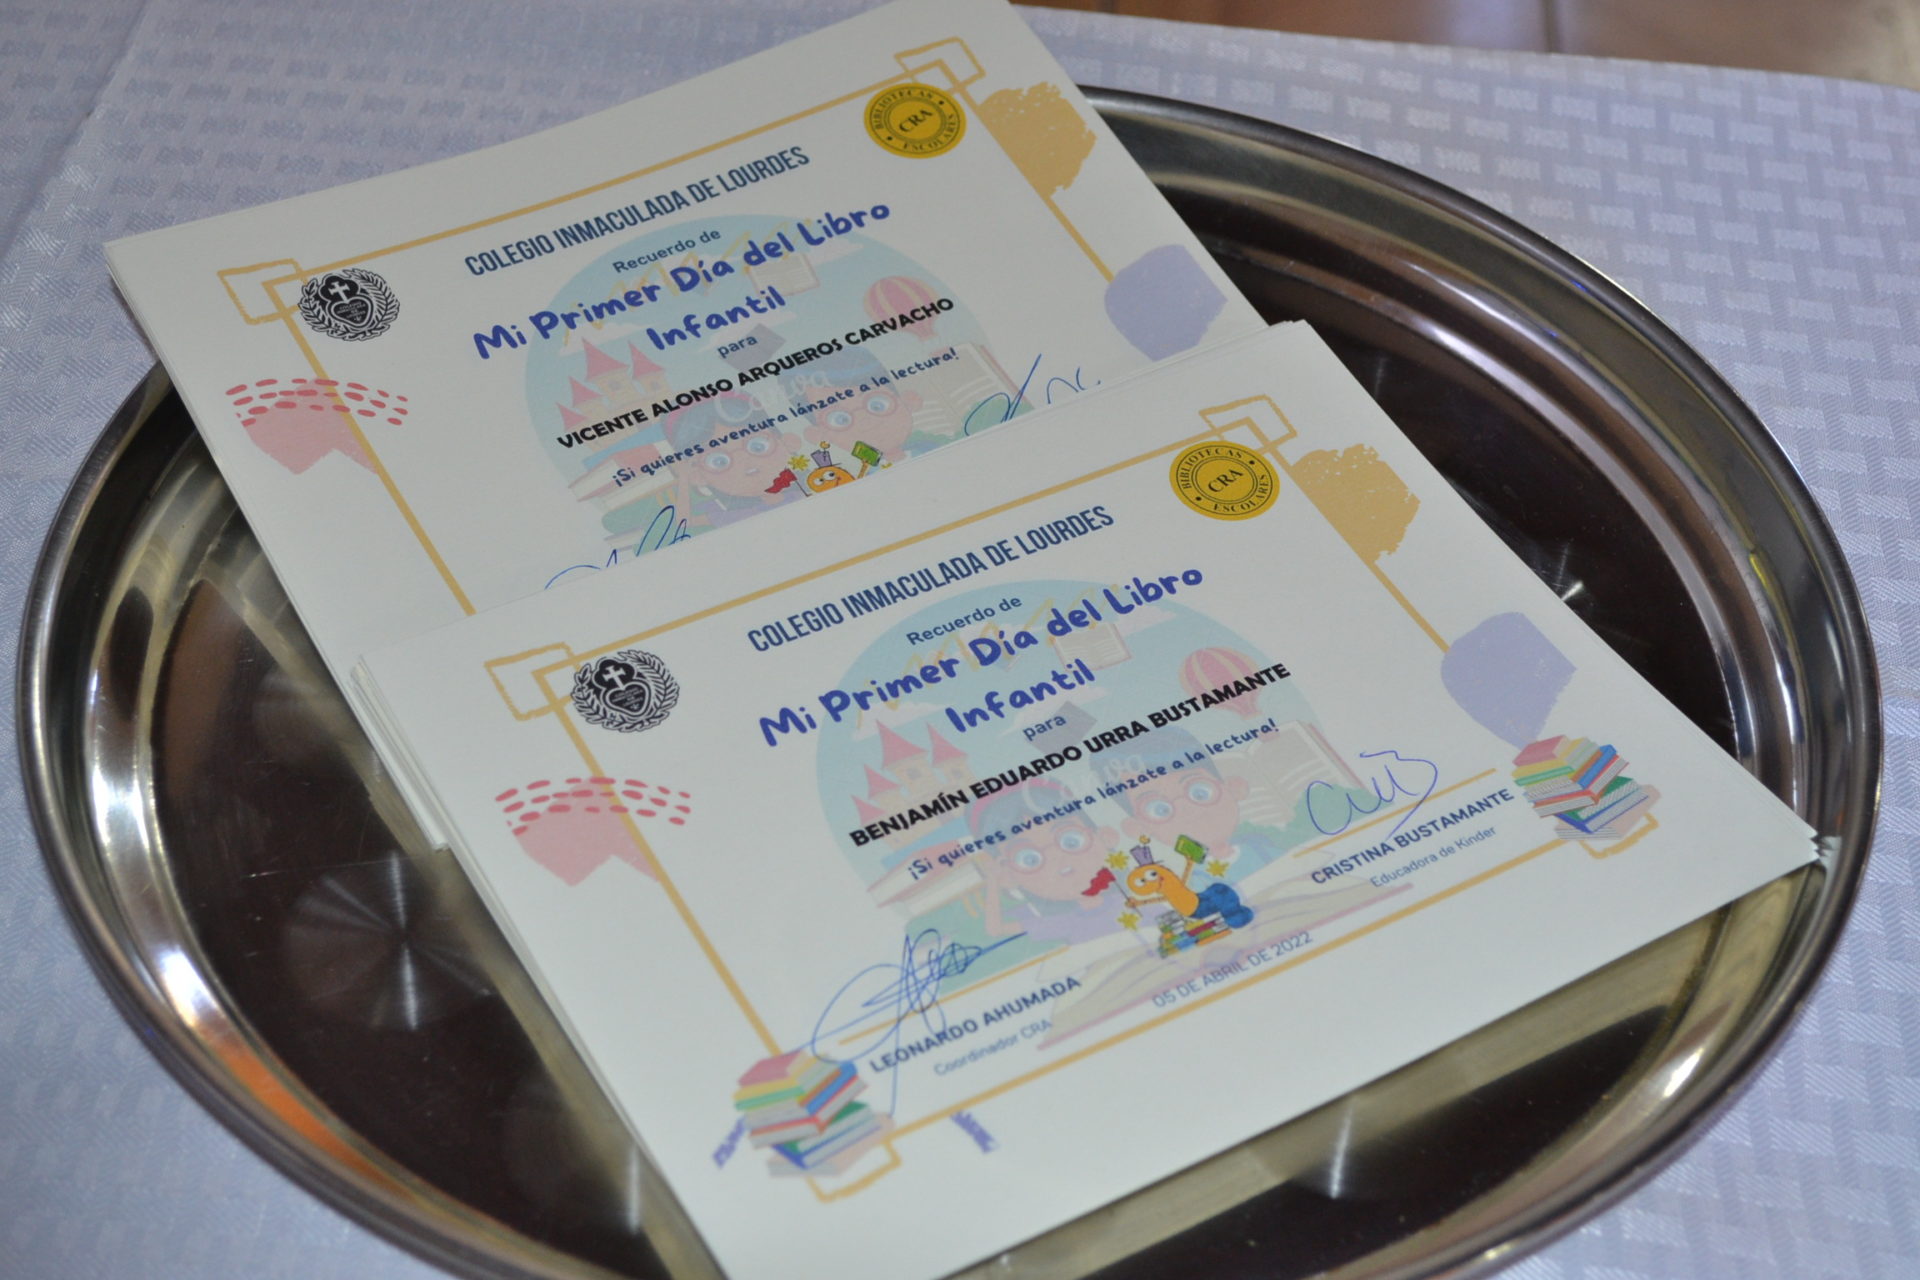 COLEGIO INMACULADA DE LOURDES
Recuerdo de
Mi Primer Día del Libro
Infantil
para
VICENTE ALONSO ARQUEROS CARVACHO
¡Si quieres aventura lánzate a la lectura!
BIBLIOTECAS
CRA
ESCOLARES
COLEGIO INMACULADA DE LOURDES
Recuerdo de
Mi Primer Día del Libro
Infantil
para
BENJAMÍN EDUARDO URRA BUSTAMANTE
¡Si quieres aventura lánzate a la lectura!
BIBLIOTECAS
CRA
ESCOLARES
CRISTINA BUSTAMANTE
Educadora de Kinder
LEONARDO AHUMADA
Coordinador CRA
05 DE ABRIL DE 2022